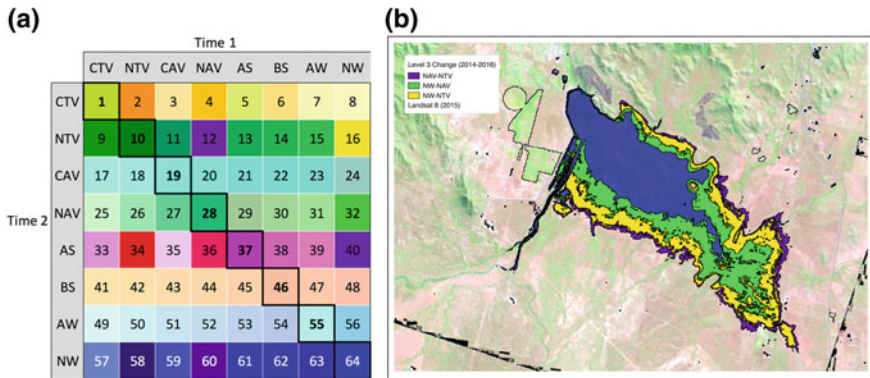 (a)
Time 1
CTV NTV CAV NAV AS BS AW NW
CTV 1 2 3 4 5 6 7 8
NTV 9 10 11 12 13 14 15 16
CAV 17 18 19 20 21 22 23 24
Time 2
NAV 25 26 27 28 29 30 31 32
AS 33 34 35 36 37 38 39 40
BS 41 42 43 44 45 46 47 48
AW 49 50 51 52 53 54 55 56
NW 57 58 59 60 61 62 63 64
(b)
Level 3 Change (2014-2016)
NAV-NTV
NW-NAV
NW-NTV
Landsat 8 (2015)